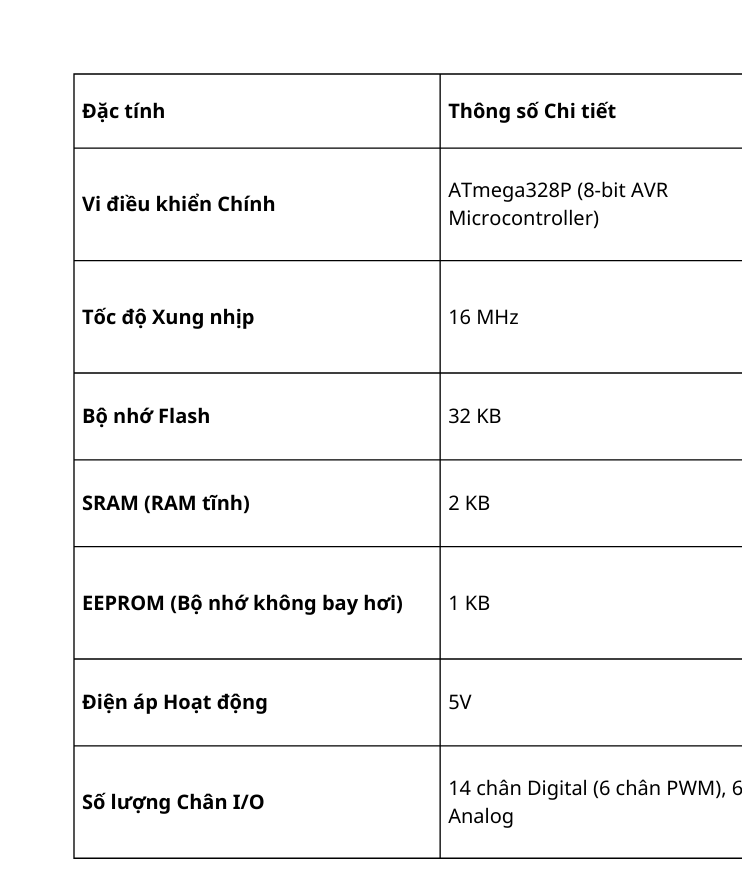 Đặc tính
Thông số Chi tiết
Vi điều khiển Chính
ATmega328P (8-bit AVR
Microcontroller)
Tốc độ Xung nhịp
16 MHz
Bộ nhớ Flash
32 KB
SRAM (RAM tĩnh)
2 KB
EEPROM (Bộ nhớ không bay hơi)
1 KB
Điện áp Hoạt động
5V
Số lượng Chân I/O
14 chân Digital (6 chân PWM), 6
Analog